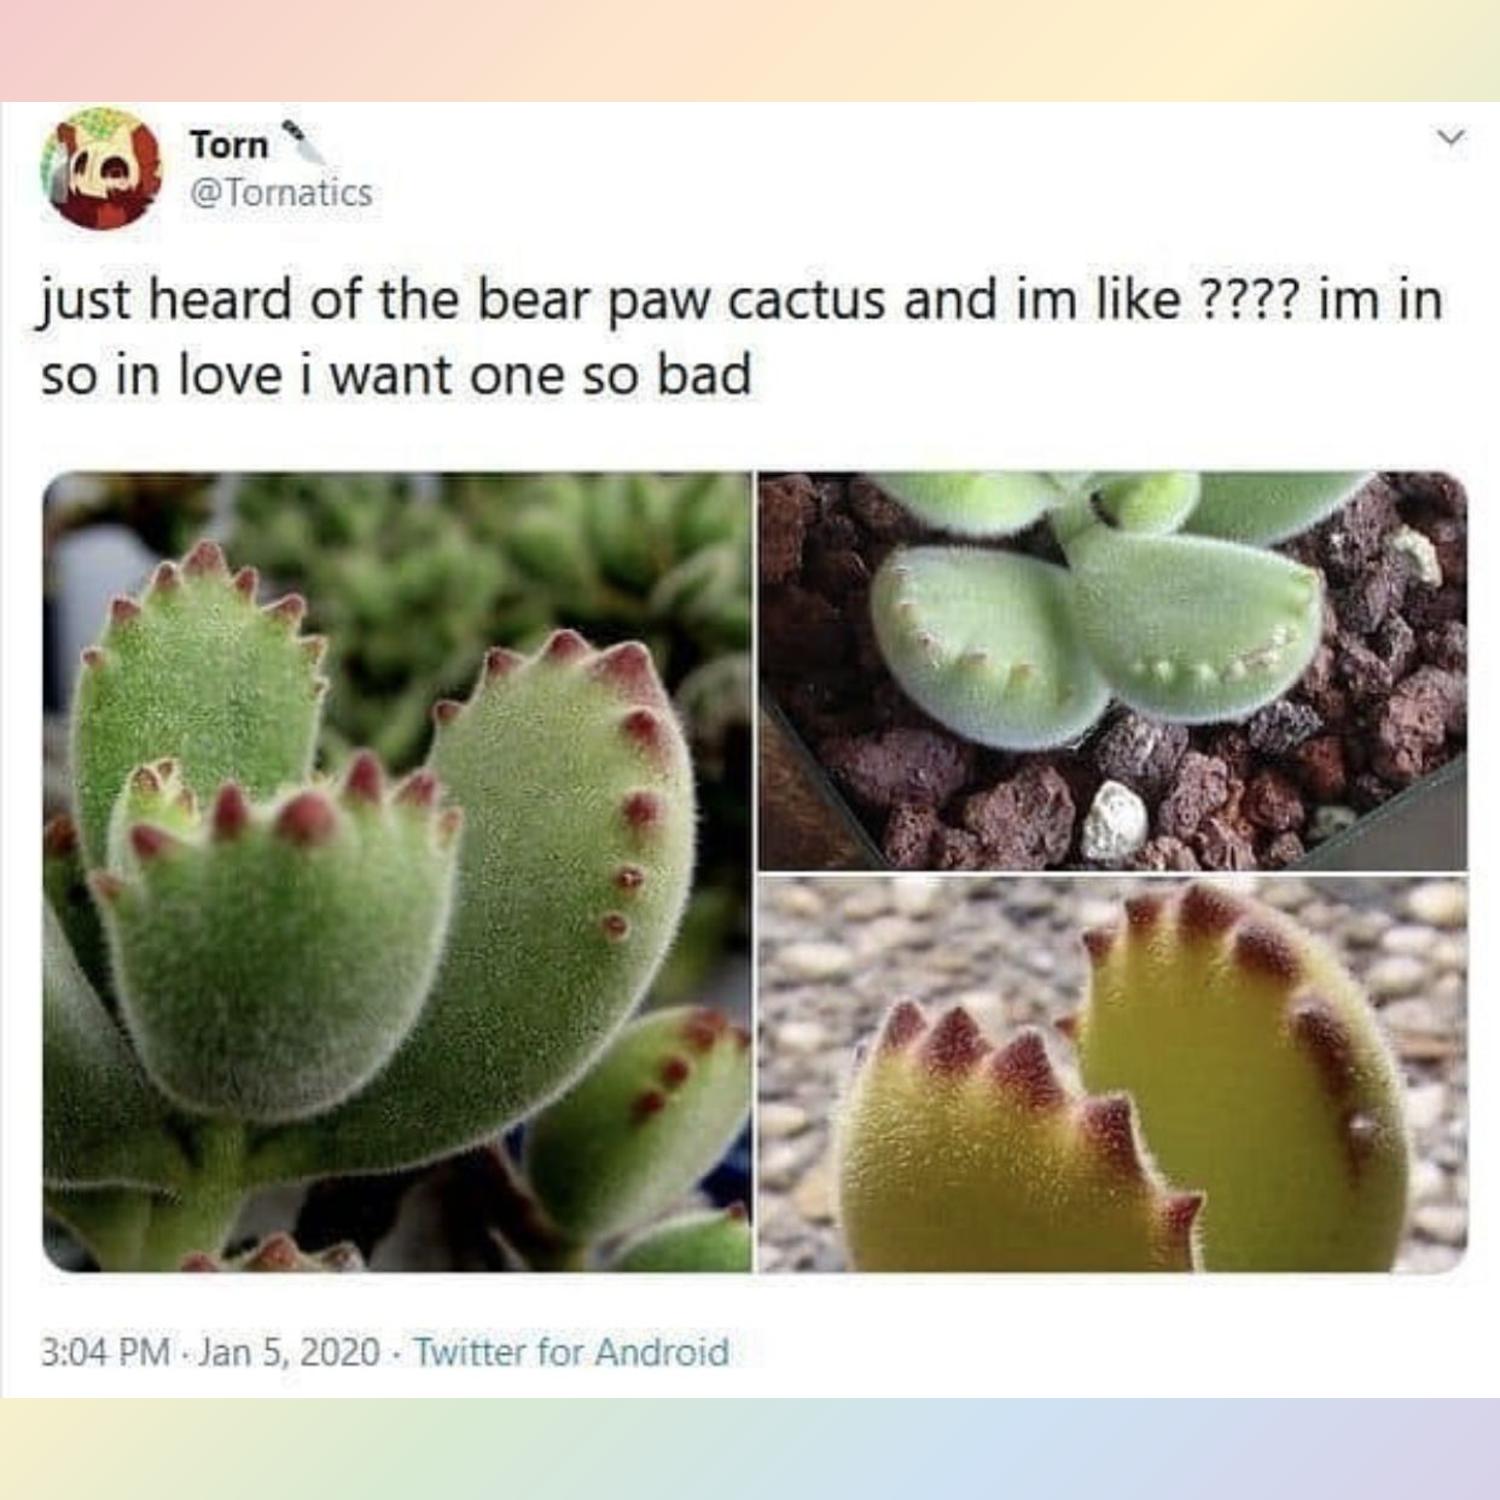 Torn 🔪
@Tornatics
just heard of the bear paw cactus and im like ???? im in
so in love i want one so bad
3:04 PM · Jan 5, 2020 · Twitter for Android